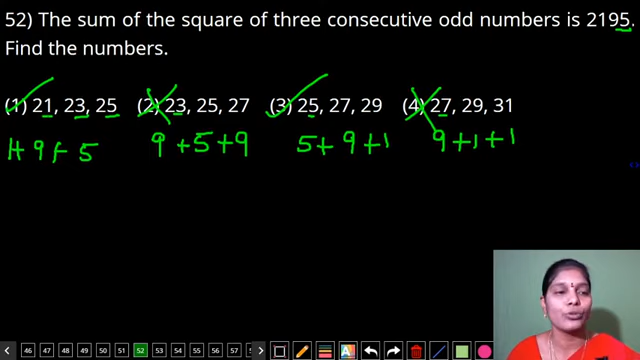 52) The sum of the square of three consecutive odd numbers is 2195.
Find the numbers.
(1) 21, 23, 25 (2) 23, 25, 27 (3) 25, 27, 29 (4) 27, 29, 31
1+ 9+ 5 9 +5+9 5+ 9 +1 9 +1+1
46 47 48 49 50 51 52 53 54 55 56 57 58